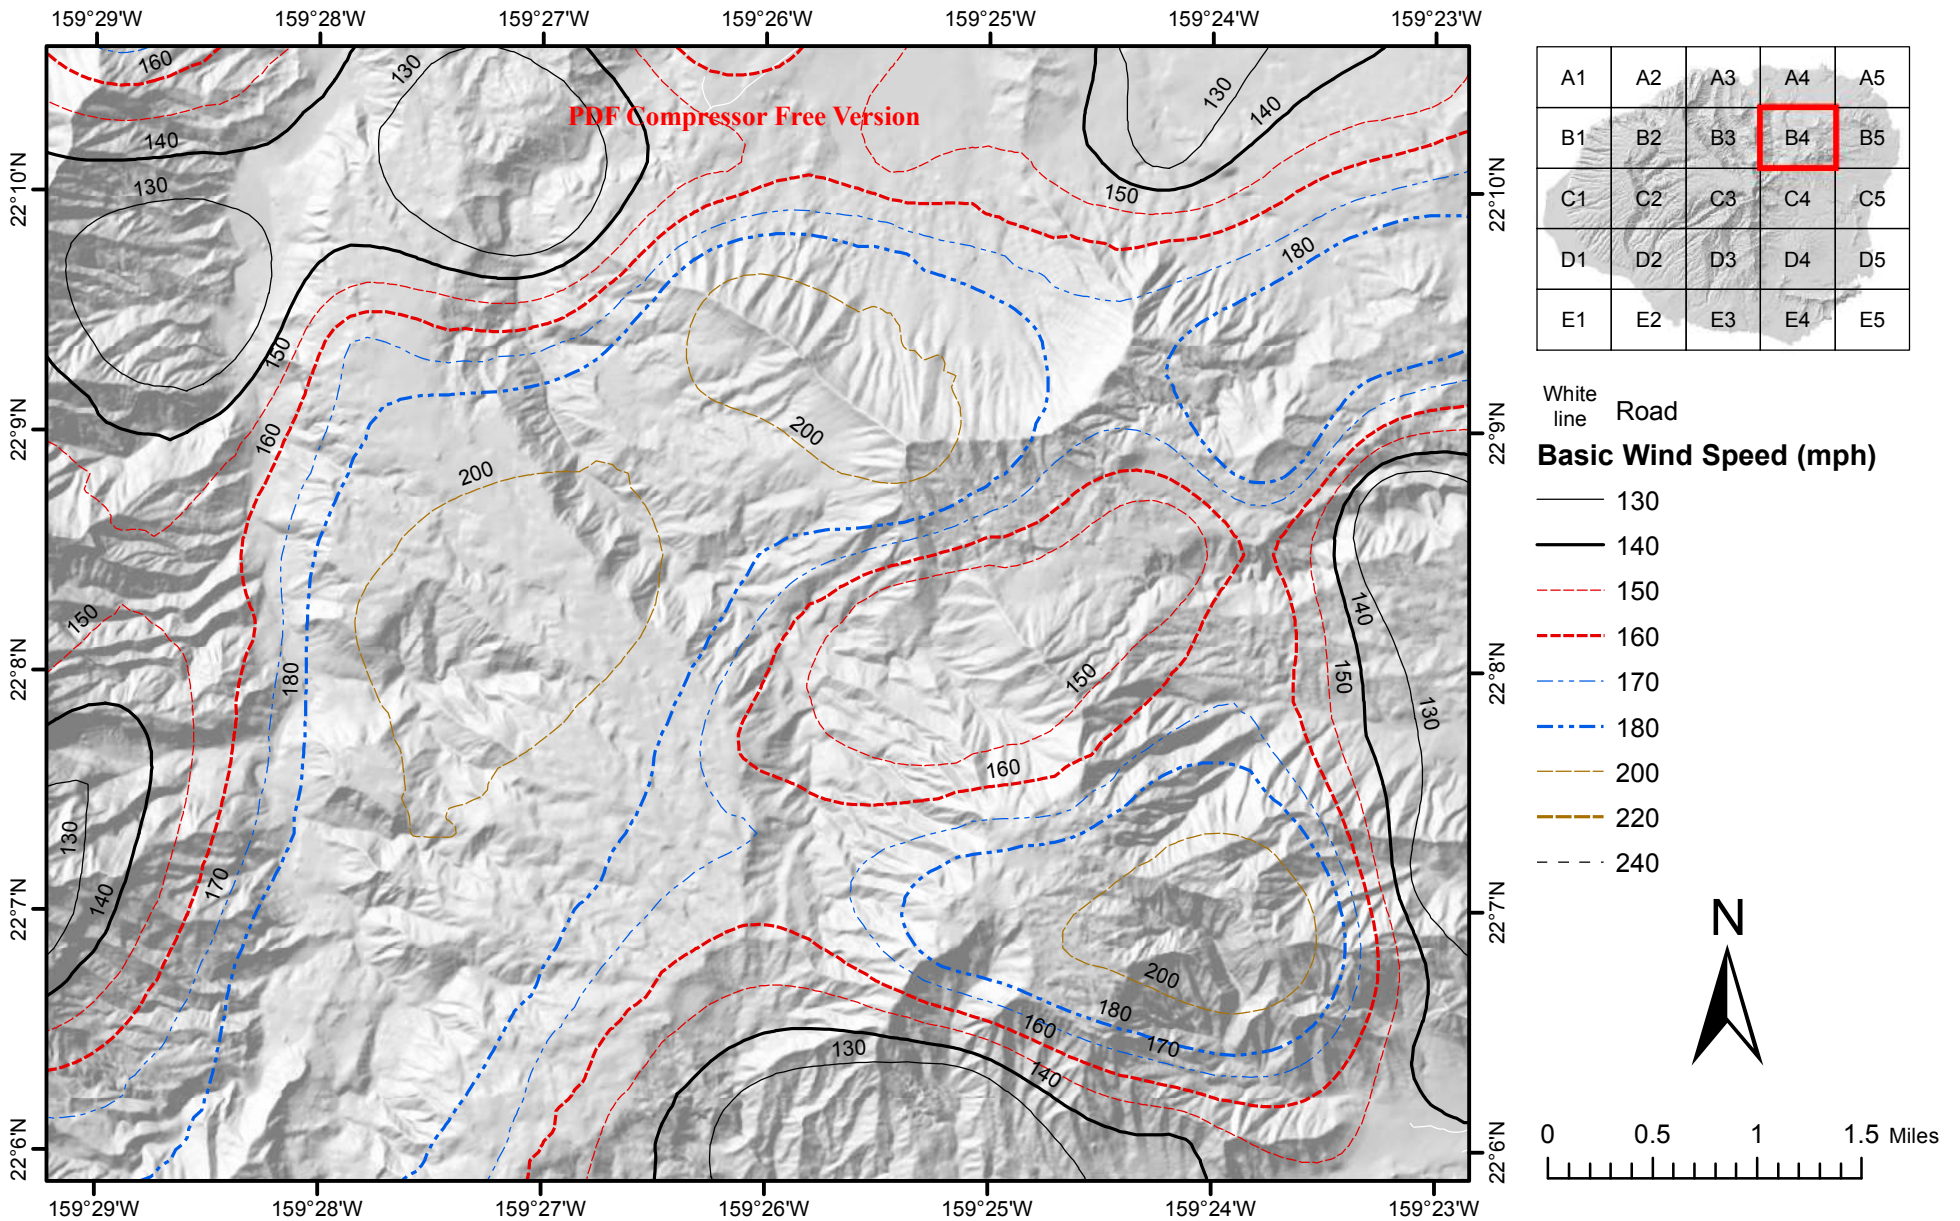 159°29'W 159°28'W 159°27'W 159°26'W 159°25'W 159°24'W 159°23'W
160
130
130
140
PDF Compressor Free Version
140
130
150
22°10'N
22°10'N
180
150
160
200
200
22°9'N
22°9'N
150
140
180
150
150
22°8'N
22°8'N
130
160
130
170
140
22°7'N
22°7'N
200
180
160
170
130
140
22°6'N
22°6'N
159°29'W 159°28'W 159°27'W 159°26'W 159°25'W 159°24'W 159°23'W
A1 A2 A3 A4 A5
B1 B2 B3 B4 B5
C1 C2 C3 C4 C5
D1 D2 D3 D4 D5
E1 E2 E3 E4 E5
White
line Road
Basic Wind Speed (mph)
130
140
150
160
170
180
200
220
240
N
0 0.5 1 1.5 Miles